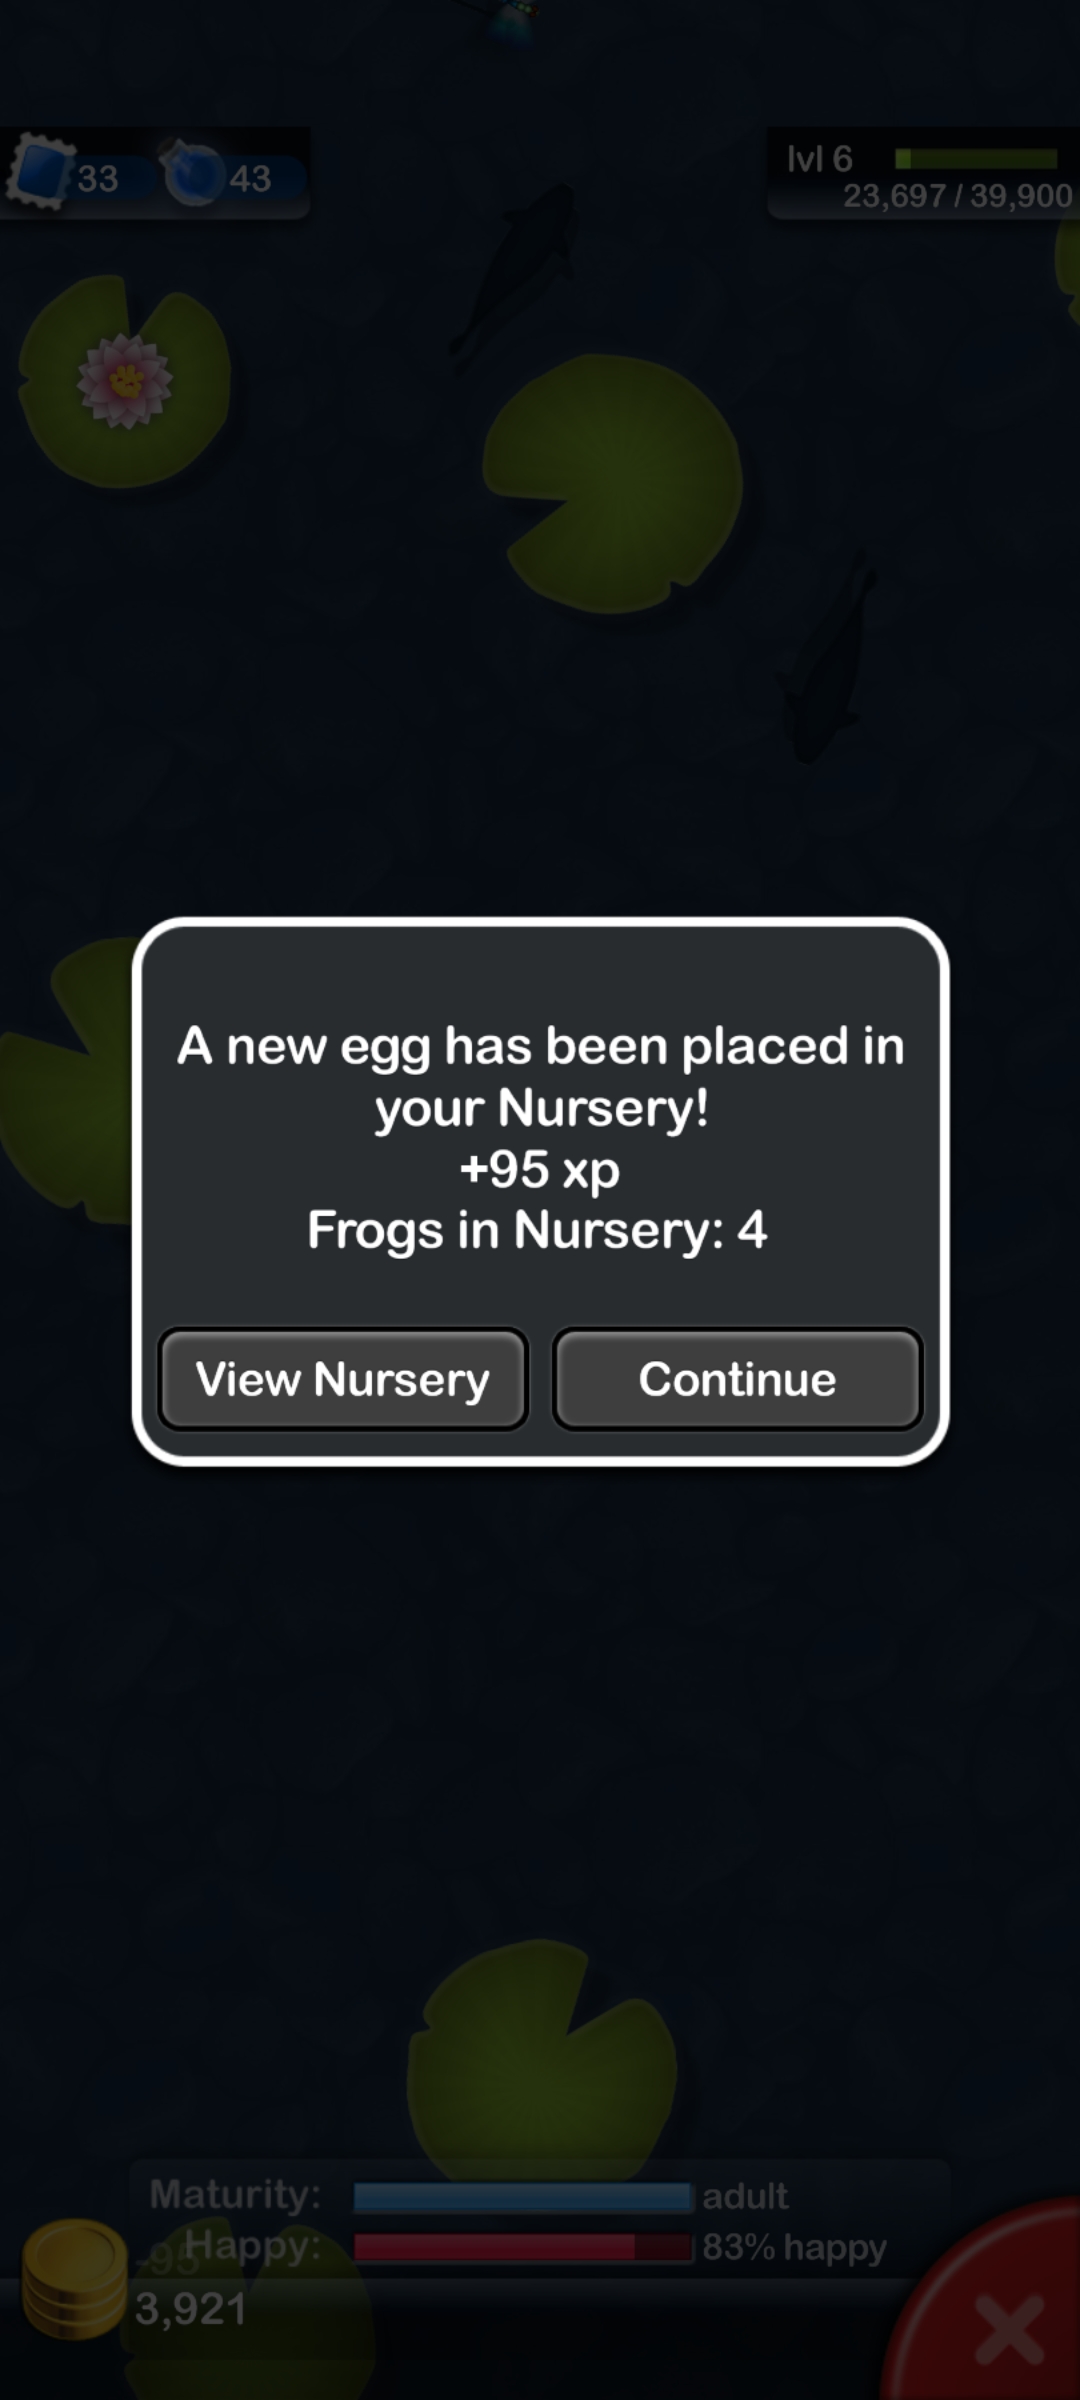 33
43
lvl 6
23,697 / 39,900
A new egg has been placed in
your Nursery!
+95 xp
Frogs in Nursery: 4
View Nursery
Continue
Maturity:
adult
Happy:
83% happy
-95
3,921